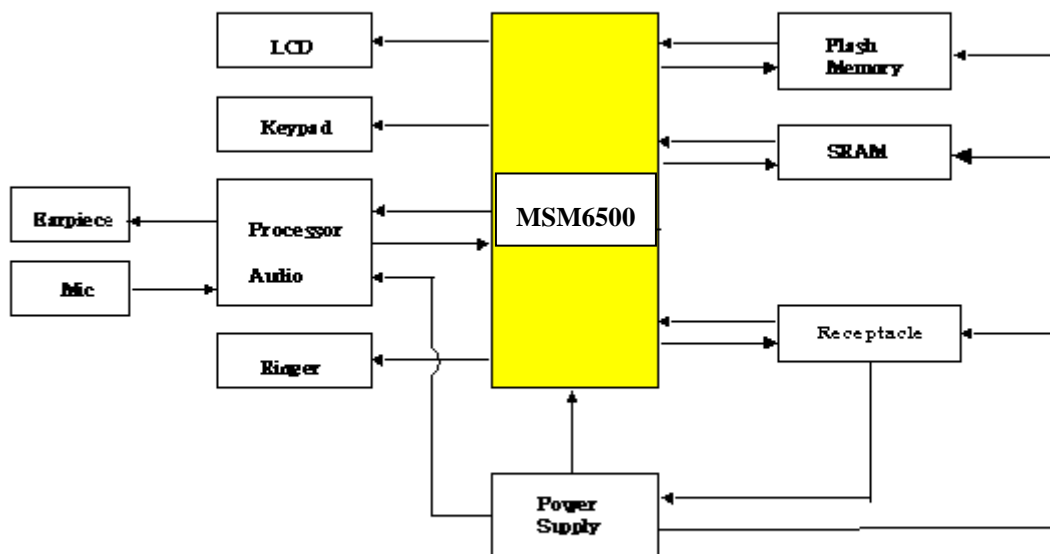 LCD
Flash
Memory
Keypad
SRAM
MSM6500
Earpiece
Processor
Audio
Mic
Receptacle
Ringer
Power
Supply